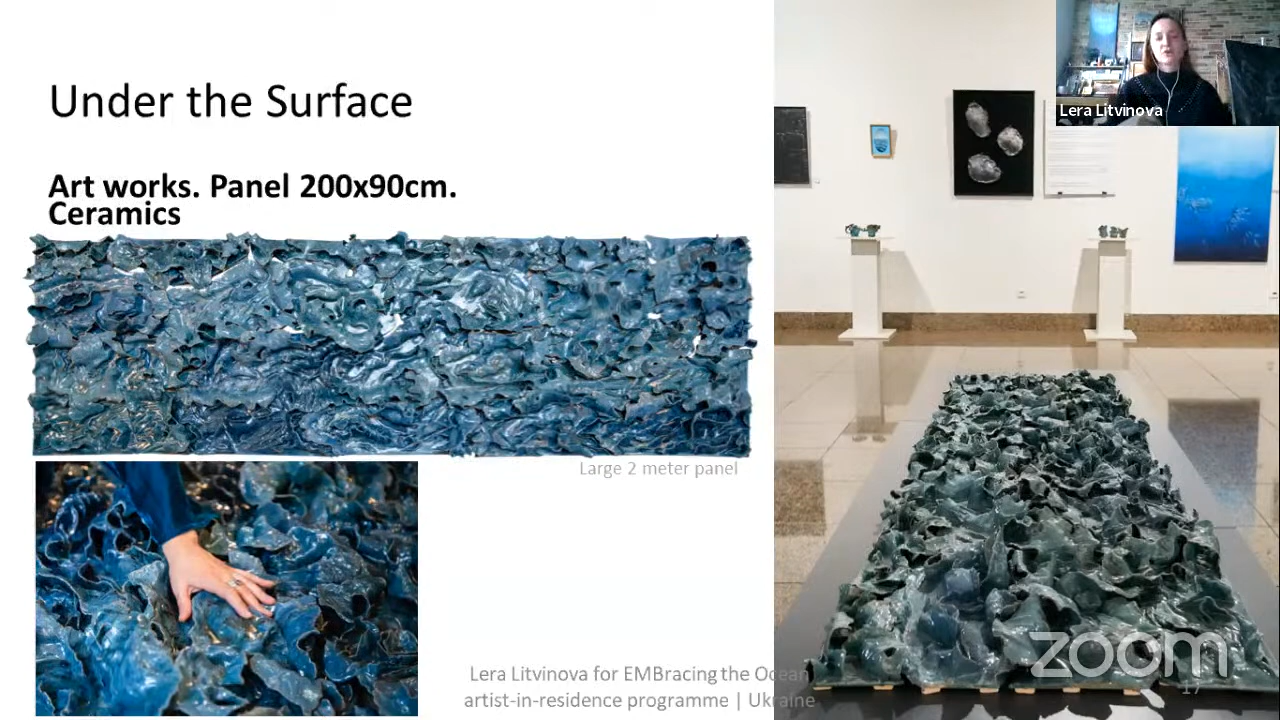 Under the Surface
Lera Litvinova
Art works. Panel 200x90cm.
Ceramics
Large 2 meter panel
Lera Litvinova for EMBracing the Ocean
artist-in-residence programme | Ukraine
zoom
17